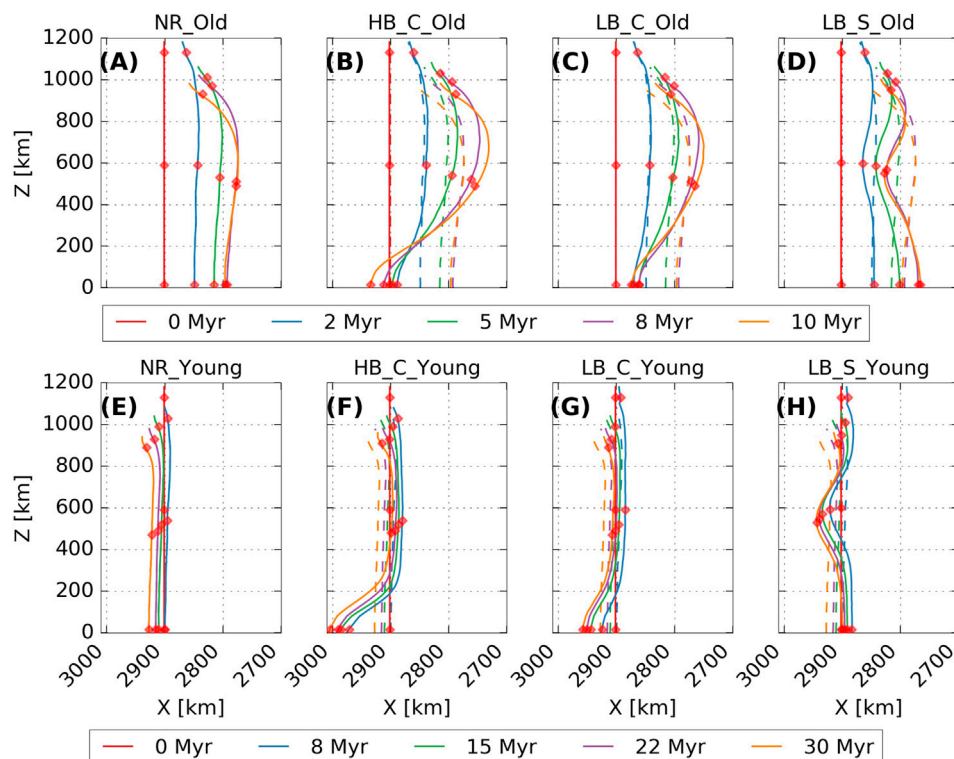 NR_Old HB_C_Old LB_C_Old LB_S_Old
(A) (B) (C) (D)
Z [km]
1200
1000
800
600
400
200
0
0 Myr 2 Myr 5 Myr 8 Myr 10 Myr
NR_Young HB_C_Young LB_C_Young LB_S_Young
(E) (F) (G) (H)
Z [km]
1200
1000
800
600
400
200
0
3000 2900 2800 2700 3000 2900 2800 2700 3000 2900 2800 2700 3000 2900 2800 2700
X [km] X [km] X [km] X [km]
0 Myr 8 Myr 15 Myr 22 Myr 30 Myr